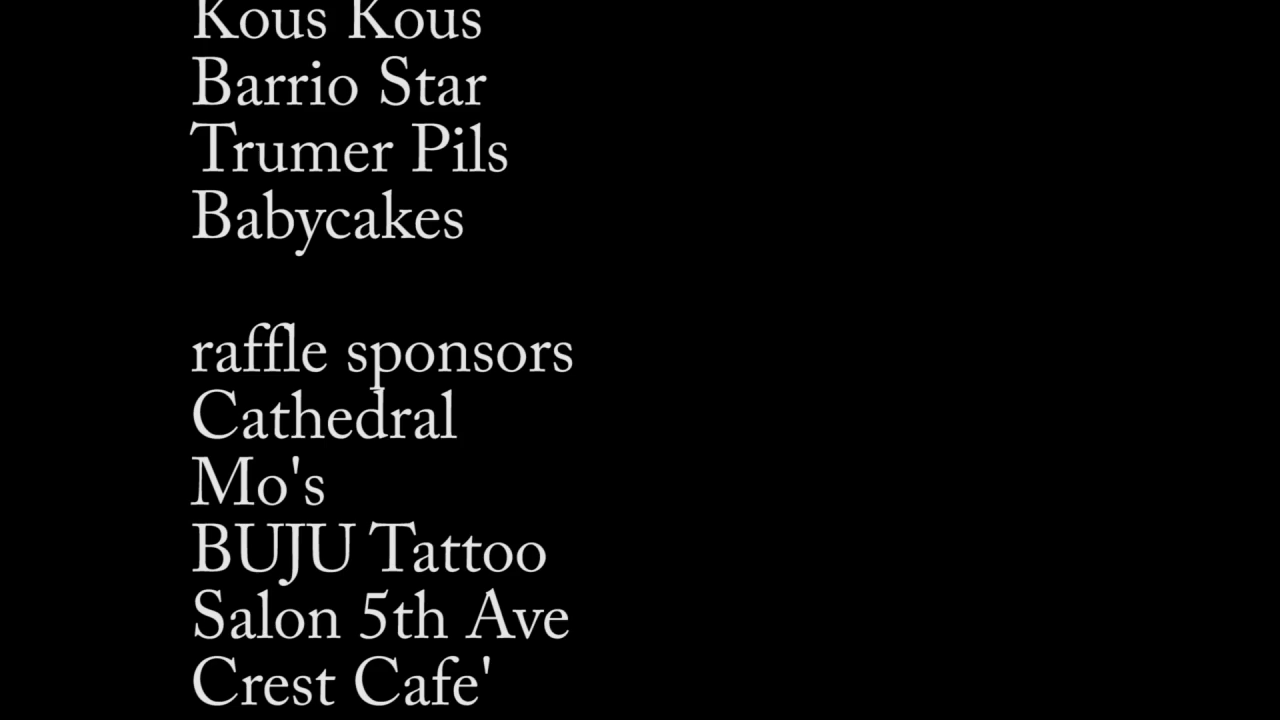 Kous Kous
Barrio Star
Trumer Pils
Babycakes
raffle sponsors
Cathedral
Mo's
BUJU Tattoo
Salon 5th Ave
Crest Cafe'